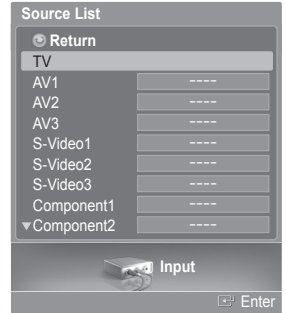 Source List
Return
TV
AV1 ----
AV2 ----
AV3 ----
S-Video1 ----
S-Video2 ----
S-Video3 ----
Component1 ----
▼Component2 ----
Input
Enter